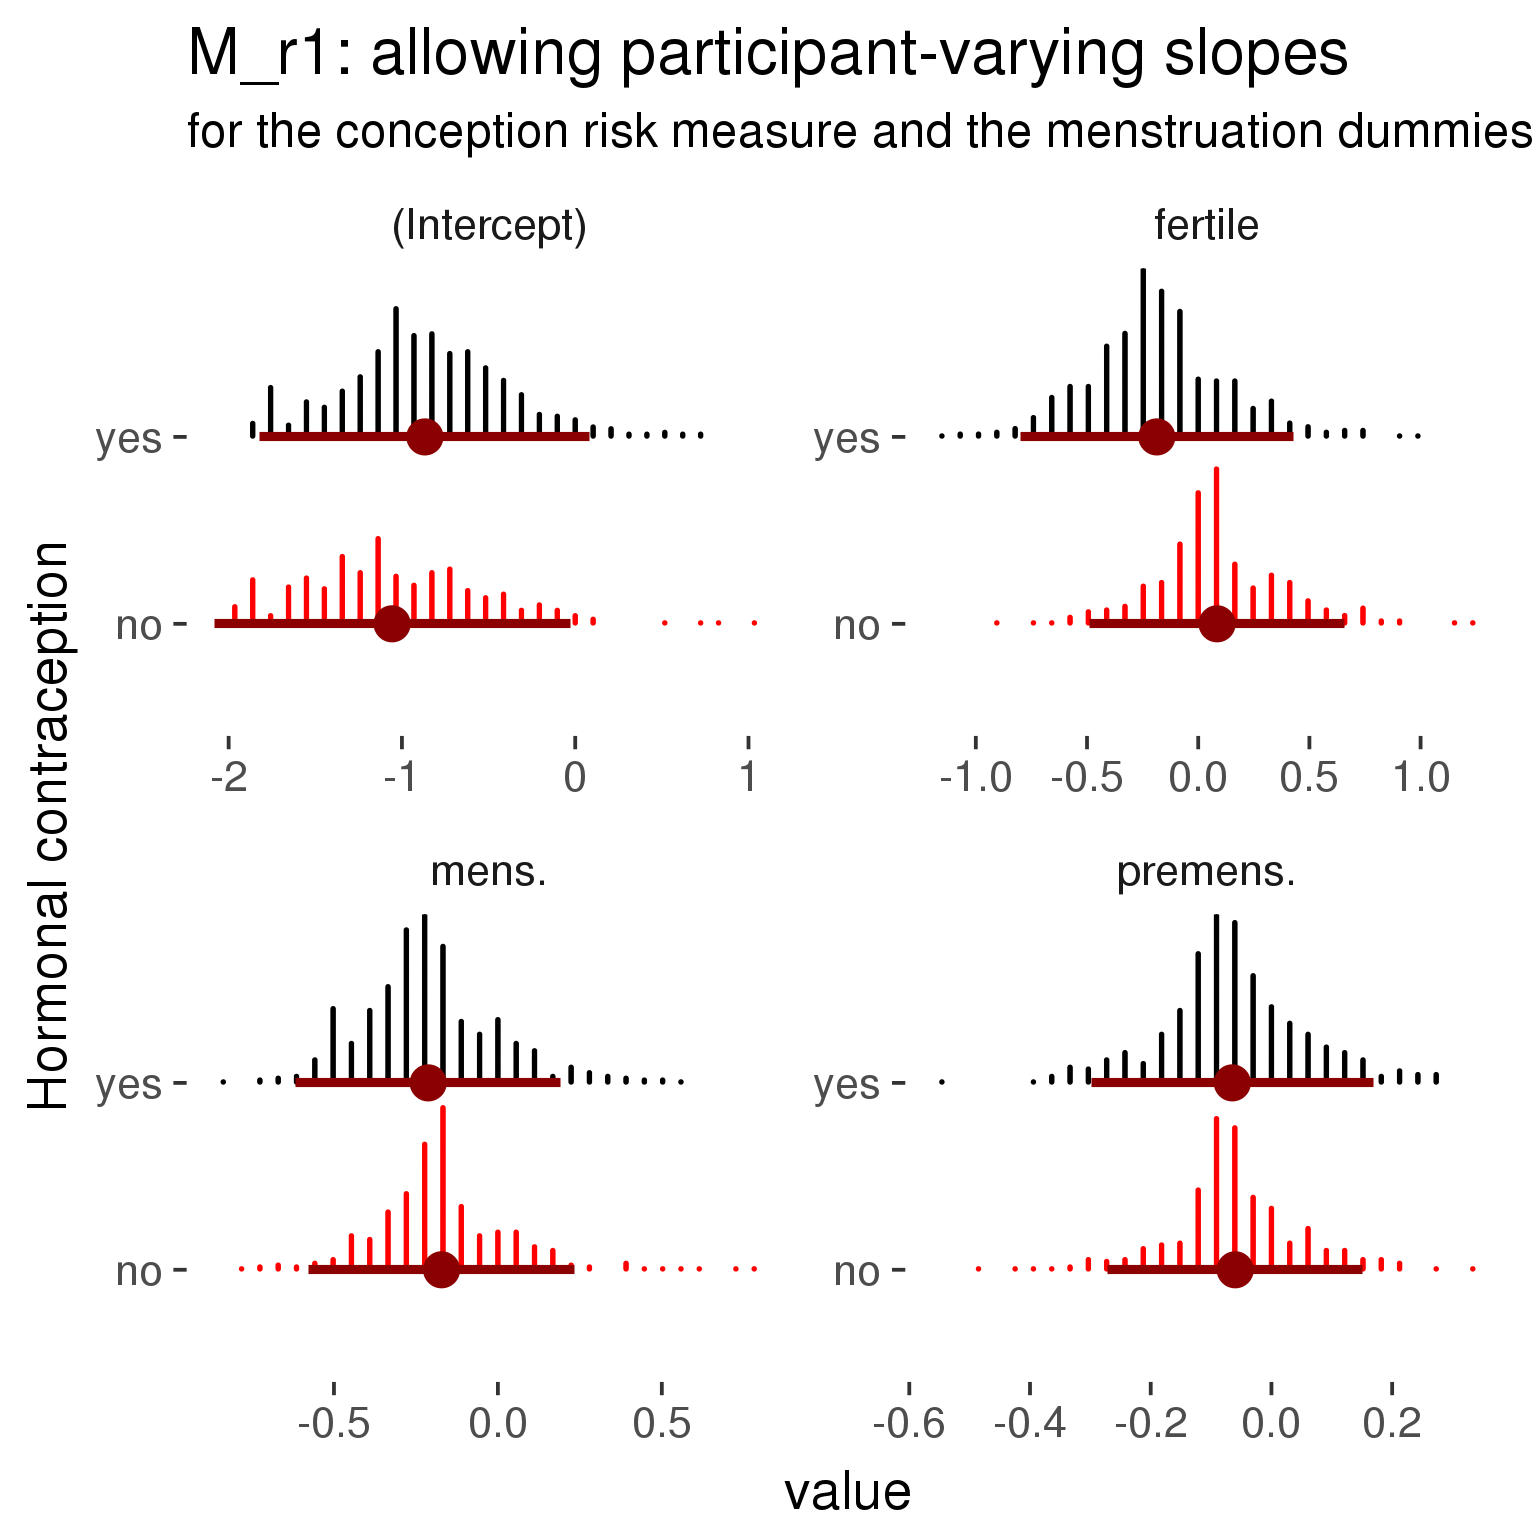 M_r1: allowing participant-varying slopes
for the conception risk measure and the menstruation dummies
(Intercept)
fertile
yes
no
yes
no
-2 -1 0 1
-1.0 -0.5 0.0 0.5 1.0
Hormonal contraception
mens.
premens.
yes
no
yes
no
-0.5 0.0 0.5
-0.6 -0.4 -0.2 0.0 0.2
value